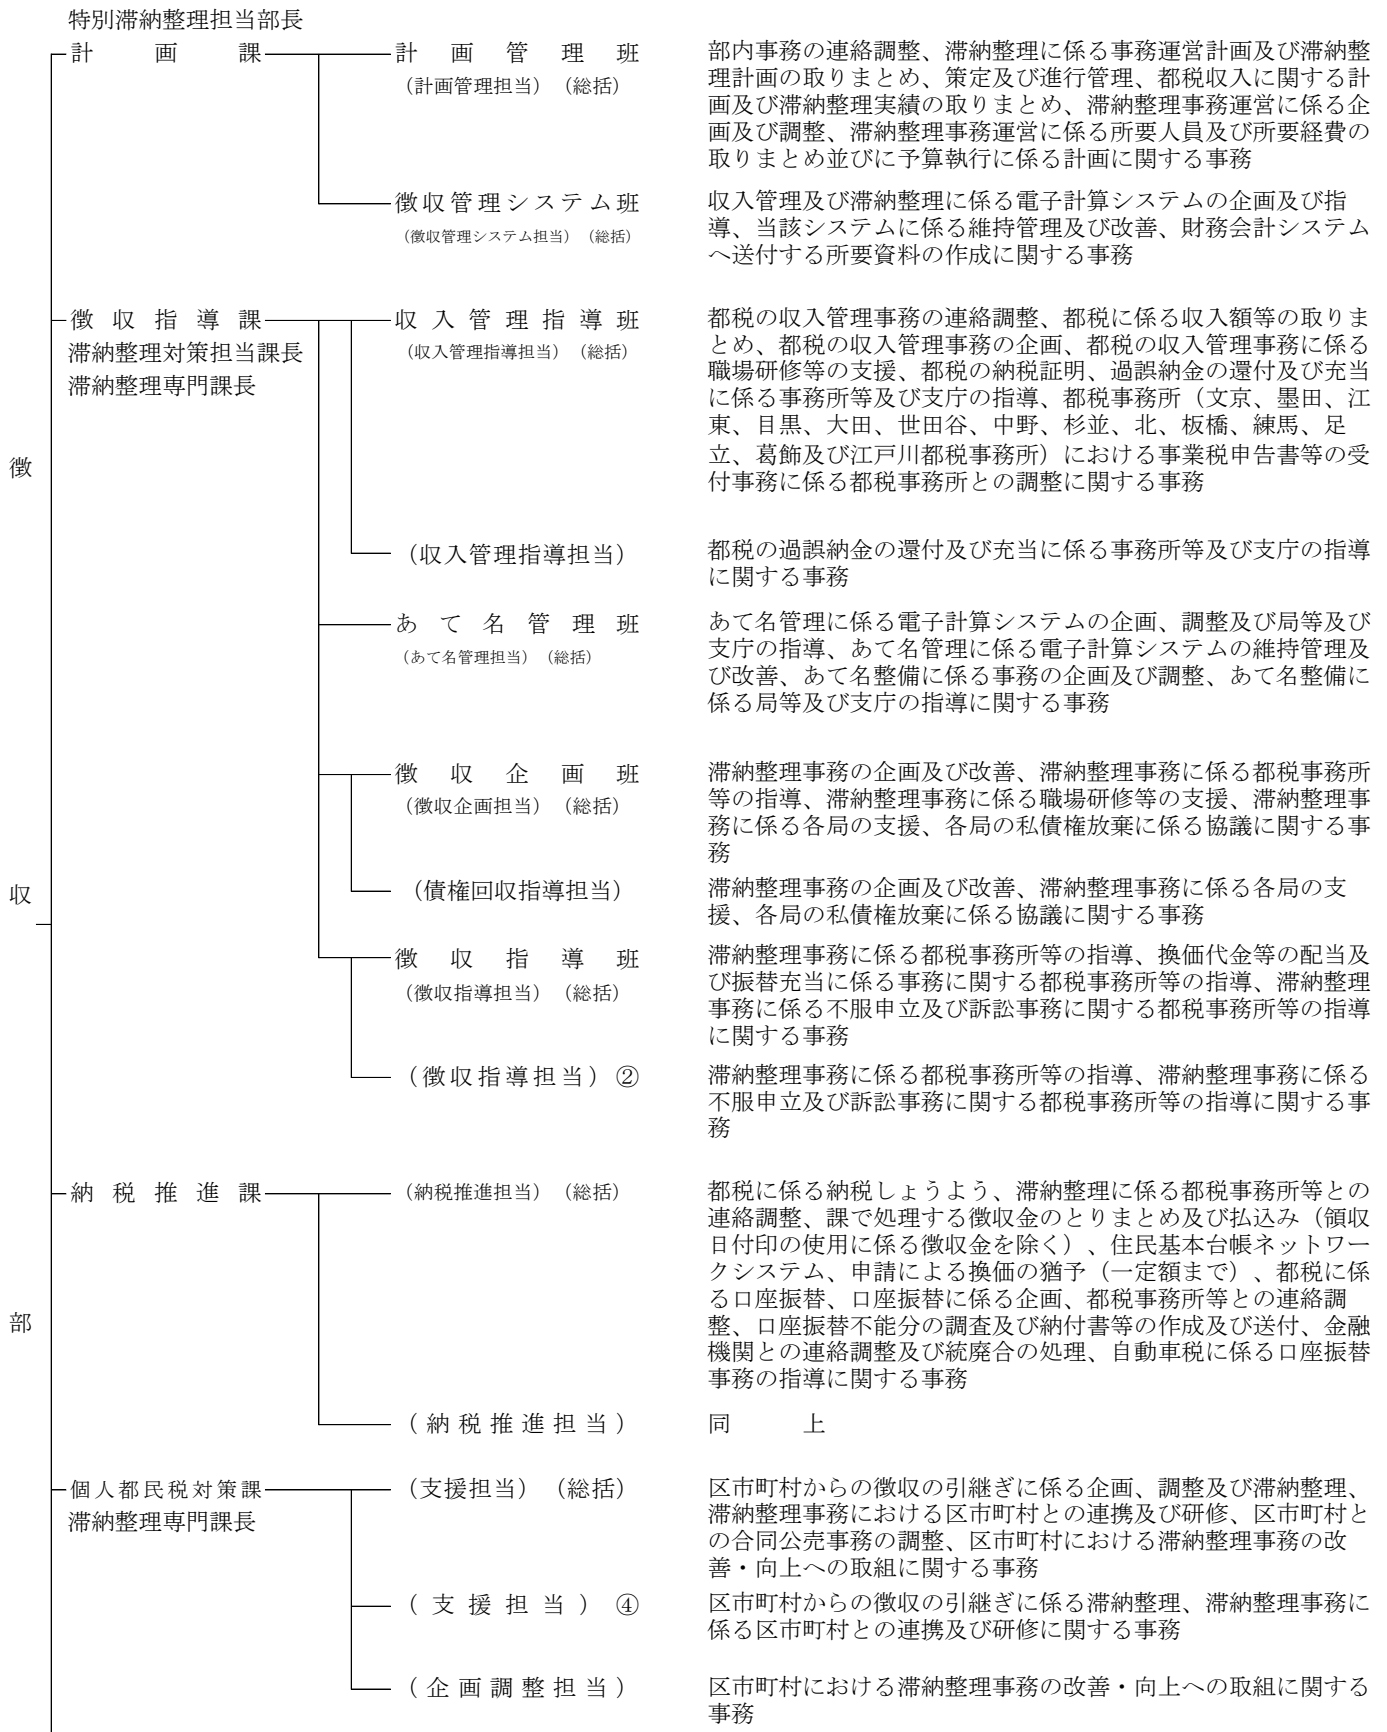 特別滞納整理担当部長
計画課
計画管理班
（計画管理担当）（総括）
部内事務の連絡調整、滞納整理に係る事務運営計画及び滞納整
理計画の取りまとめ、策定及び進行管理、都税収入に関する計
画及び滞納整理実績の取りまとめ、滞納整理事務運営に係る企
画及び調整、滞納整理事務運営に係る所要人員及び所要経費の
取りまとめ並びに予算執行に係る計画に関する事務
徴収管理システム班
（徴収管理システム担当）（総括）
収入管理及び滞納整理に係る電子計算システムの企画及び指
導、当該システムに係る維持管理及び改善、財務会計システム
へ送付する所要資料の作成に関する事務
徴収指導課
滞納整理対策担当課長
滞納整理専門課長
収入管理指導班
（収入管理指導担当）（総括）
都税の収入管理事務の連絡調整、都税に係る収入額等の取りま
とめ、都税の収入管理事務の企画、都税の収入管理事務に係る
職場研修等の支援、都税の納税証明、過誤納金の還付及び充当
に係る事務所等及び支庁の指導、都税事務所（文京、墨田、江
東、目黒、大田、世田谷、中野、杉並、北、板橋、練馬、足
立、葛飾及び江戸川都税事務所）における事業税申告書等の受
付事務に係る都税事務所との調整に関する事務
徴
（収入管理指導担当）
都税の過誤納金の還付及び充当に係る事務所等及び支庁の指導
に関する事務
あて名管理班
（あて名管理担当）（総括）
あて名管理に係る電子計算システムの企画、調整及び局等及び
支庁の指導、あて名管理に係る電子計算システムの維持管理及
び改善、あて名整備に係る事務の企画及び調整、あて名整備に
係る局等及び支庁の指導に関する事務
徴収企画班
（徴収企画担当）（総括）
滞納整理事務の企画及び改善、滞納整理事務に係る都税事務所
等の指導、滞納整理事務に係る職場研修等の支援、滞納整理事
務に係る各局の支援、各局の私債権放棄に係る協議に関する事
務
収
（債権回収指導担当）
滞納整理事務の企画及び改善、滞納整理事務に係る各局の支
援、各局の私債権放棄に係る協議に関する事務
徴収指導班
（徴収指導担当）（総括）
滞納整理事務に係る都税事務所等の指導、換価代金等の配当及
び振替充当に係る事務に関する都税事務所等の指導、滞納整理
事務に係る不服申立及び訴訟事務に関する都税事務所等の指導
に関する事務
（徴収指導担当）②
滞納整理事務に係る都税事務所等の指導、滞納整理事務に係る
不服申立及び訴訟事務に関する都税事務所等の指導に関する事
務
納税推進課
（納税推進担当）（総括）
都税に係る納税しょうよう、滞納整理に係る都税事務所等との
連絡調整、課で処理する徴収金のとりまとめ及び払込み（領収
日付印の使用に係る徴収金を除く）、住民基本台帳ネットワー
クシステム、申請による換価の猶予（一定額まで）、都税に係
る口座振替、口座振替に係る企画、都税事務所等との連絡調
整、口座振替不能分の調査及び納付書等の作成及び送付、金融
機関との連絡調整及び統廃合の処理、自動車税に係る口座振替
事務の指導に関する事務
部
（納税推進担当）
同　　　上
個人都民税対策課
滞納整理専門課長
（支援担当）（総括）
区市町村からの徴収の引継ぎに係る企画、調整及び滞納整理、
滞納整理事務における区市町村との連携及び研修、区市町村と
の合同公売事務の調整、区市町村における滞納整理事務の改
善・向上への取組に関する事務
（支援担当）④
区市町村からの徴収の引継ぎに係る滞納整理、滞納整理事務に
係る区市町村との連携及び研修に関する事務
（企画調整担当）
区市町村における滞納整理事務の改善・向上への取組に関する
事務